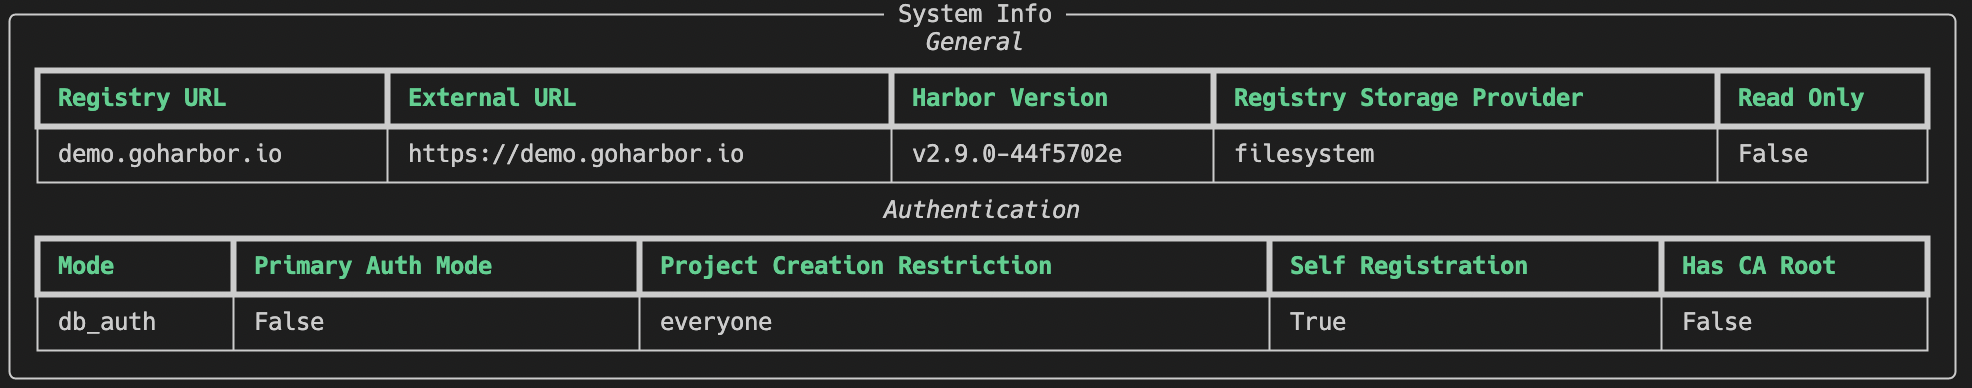 System Info
General
Registry URL External URL Harbor Version Registry Storage Provider Read Only
demo.goharbor.io https://demo.goharbor.io v2.9.0-44f5702e filesystem False
Authentication
Mode Primary Auth Mode Project Creation Restriction Self Registration Has CA Root
db_auth False everyone True False